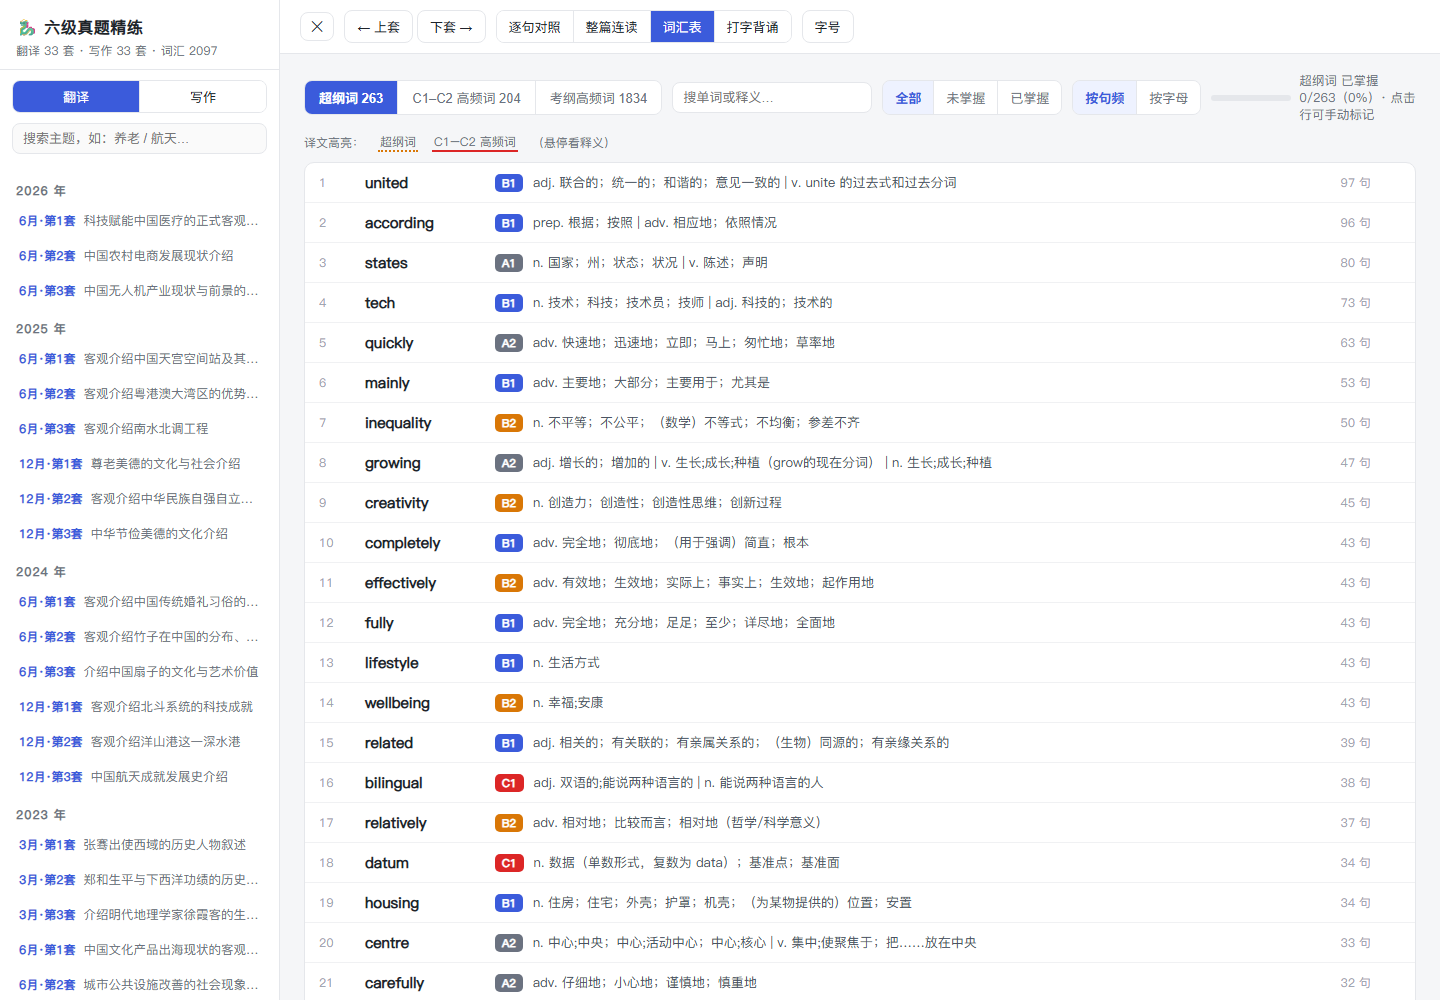 六级真题精练
翻译 33 套 · 写作 33 套 · 词汇 2097
翻译
写作
搜索主题，如：养老 / 航天...
2026 年
6月·第1套 科技赋能中国医疗的正式客观...
6月·第2套 中国农村电商发展现状介绍
6月·第3套 中国无人机产业现状与前景的...
2025 年
6月·第1套 客观介绍中国天宫空间站及其...
6月·第2套 客观介绍粤港澳大湾区的优势...
6月·第3套 客观介绍南水北调工程
12月·第1套 尊老美德的文化与社会介绍
12月·第2套 客观介绍中华民族自强自立...
12月·第3套 中华节俭美德的文化介绍
2024 年
6月·第1套 客观介绍中国传统婚礼习俗的...
6月·第2套 客观介绍竹子在中国的分布、...
6月·第3套 介绍中国扇子的文化与艺术价值
12月·第1套 客观介绍北斗系统的科技成就
12月·第2套 客观介绍洋山港这一深水港
12月·第3套 中国航天成就发展史介绍
2023 年
3月·第1套 张骞出使西域的历史人物叙述
3月·第2套 郑和生平与下西洋功绩的历史...
3月·第3套 介绍明代地理学家徐霞客的生...
6月·第1套 中国文化产品出海现状的客观...
6月·第2套 城市公共设施改善的社会现象...
← 上套
下套 →
逐句对照
整篇连读
词汇表
打字背诵
字号
超纲词 263
C1–C2 高频词 204
考纲高频词 1834
搜单词或释义...
全部
未掌握
已掌握
按句频
按字母
超纲词 已掌握
0/263（0%）· 点击
行可手动标记
译文高亮： 超纲词 C1–C2 高频词 （悬停看释义）
1 united B1 adj. 联合的；统一的；和谐的；意见一致的 | v. unite 的过去式和过去分词 97 句
2 according B1 prep. 根据；按照 | adv. 相应地；依照情况 96 句
3 states A1 n. 国家；州；状态；状况 | v. 陈述；声明 80 句
4 tech B1 n. 技术；科技；技术员；技师 | adj. 科技的；技术的 73 句
5 quickly A2 adv. 快速地；迅速地；立即；马上；匆忙地；草率地 63 句
6 mainly B1 adv. 主要地；大部分；主要用于；尤其是 53 句
7 inequality B2 n. 不平等；不公平；（数学）不等式；不均衡；参差不齐 50 句
8 growing A2 adj. 增长的；增加的 | v. 生长;成长;种植（grow的现在分词） | n. 生长;成长;种植 47 句
9 creativity B2 n. 创造力；创造性；创造性思维；创新过程 45 句
10 completely B1 adv. 完全地；彻底地；（用于强调）简直；根本 43 句
11 effectively B2 adv. 有效地；生效地；实际上；事实上；生效地；起作用地 43 句
12 fully B1 adv. 完全地；充分地；足足；至少；详尽地；全面地 43 句
13 lifestyle B1 n. 生活方式 43 句
14 wellbeing B2 n. 幸福;安康 43 句
15 related B1 adj. 相关的；有关联的；有亲属关系的；（生物）同源的；有亲缘关系的 39 句
16 bilingual C1 adj. 双语的;能说两种语言的 | n. 能说两种语言的人 38 句
17 relatively B2 adv. 相对地；比较而言；相对地（哲学/科学意义） 37 句
18 datum C1 n. 数据（单数形式，复数为 data）；基准点；基准面 34 句
19 housing B1 n. 住房；住宅；外壳；护罩；机壳；（为某物提供的）位置；安置 34 句
20 centre A2 n. 中心;中央；中心;活动中心；中心;核心 | v. 集中;使聚焦于；把……放在中央 33 句
21 carefully A2 adv. 仔细地；小心地；谨慎地；慎重地 32 句